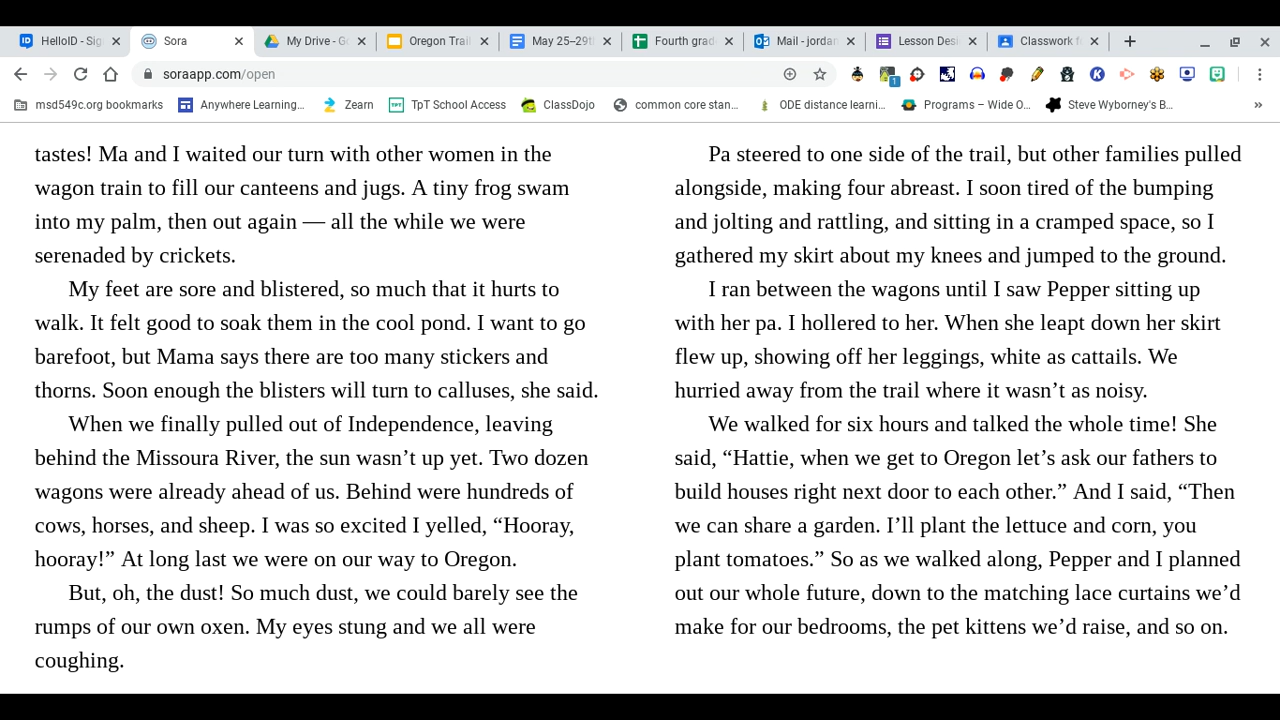 HelloID - Sig
Sora
My Drive - Go
Oregon Trai
May 25–29t
Fourth grad
Mail - jordan
Lesson Desi
Classwork f
soraapp.com/open
1
msd549c.org bookmarks
Anywhere Learning...
Zearn
TpT School Access
ClassDojo
common core stan...
ODE distance learni...
Programs – Wide O...
Steve Wyborney's B...
tastes! Ma and I waited our turn with other women in the
wagon train to fill our canteens and jugs. A tiny frog swam
into my palm, then out again — all the while we were
serenaded by crickets.
My feet are sore and blistered, so much that it hurts to
walk. It felt good to soak them in the cool pond. I want to go
barefoot, but Mama says there are too many stickers and
thorns. Soon enough the blisters will turn to calluses, she said.
When we finally pulled out of Independence, leaving
behind the Missoura River, the sun wasn’t up yet. Two dozen
wagons were already ahead of us. Behind were hundreds of
cows, horses, and sheep. I was so excited I yelled, “Hooray,
hooray!” At long last we were on our way to Oregon.
But, oh, the dust! So much dust, we could barely see the
rumps of our own oxen. My eyes stung and we all were
coughing.
Pa steered to one side of the trail, but other families pulled
alongside, making four abreast. I soon tired of the bumping
and jolting and rattling, and sitting in a cramped space, so I
gathered my skirt about my knees and jumped to the ground.
I ran between the wagons until I saw Pepper sitting up
with her pa. I hollered to her. When she leapt down her skirt
flew up, showing off her leggings, white as cattails. We
hurried away from the trail where it wasn’t as noisy.
We walked for six hours and talked the whole time! She
said, “Hattie, when we get to Oregon let’s ask our fathers to
build houses right next door to each other.” And I said, “Then
we can share a garden. I’ll plant the lettuce and corn, you
plant tomatoes.” So as we walked along, Pepper and I planned
out our whole future, down to the matching lace curtains we’d
make for our bedrooms, the pet kittens we’d raise, and so on.